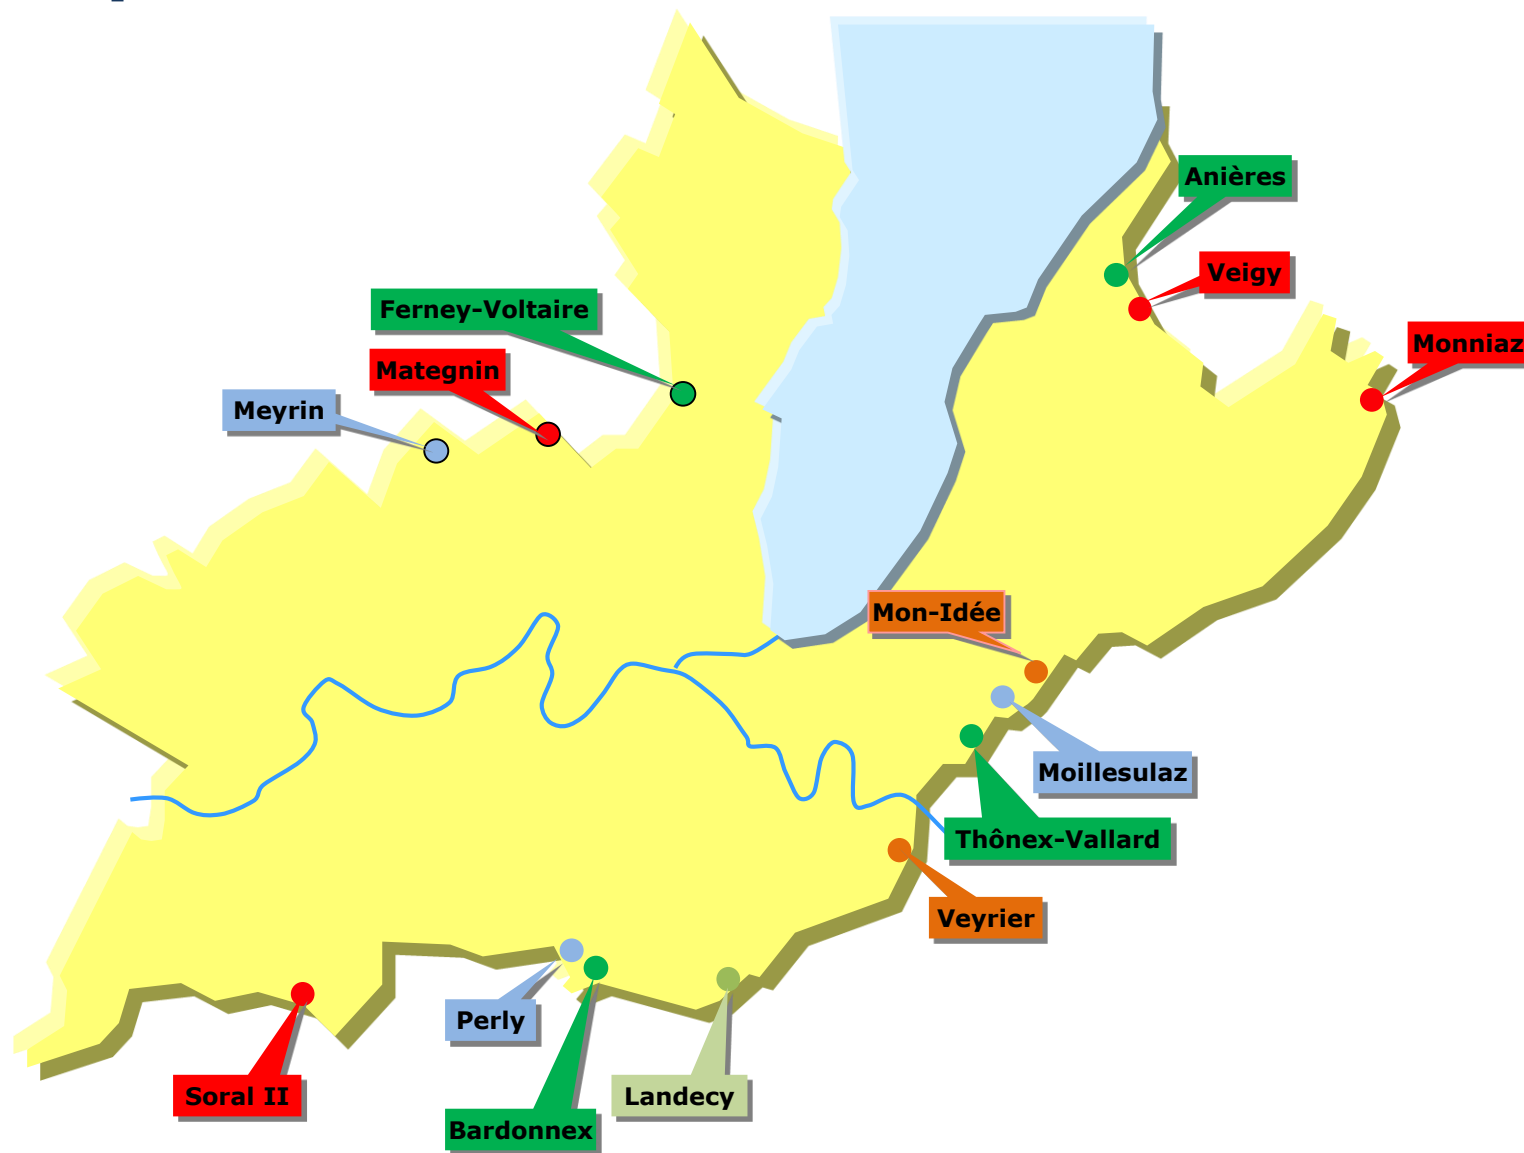 Anières
Veigy
Ferney-Voltaire
Monniaz
Mategnin
Meyrin
Mon-Idée
Moillesulaz
Thônex-Vallard
Veyrier
Perly
Soral II
Landecy
Bardonnex